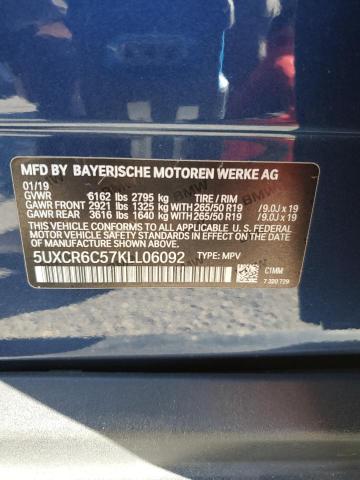 MFD BY BAYERISCHE MOTOREN WERKE AG
01/19
GVWR 6162 lbs 2795 kg TIRE / RIM
GAWR FRONT 2921 lbs 1325 kg 265/50 R19 /9.0J x 19
GAWR REAR 3616 lbs 1640 kg 265/50 R19 /9.0J x 19
THIS VEHICLE CONFORMS TO ALL APPLICABLE U.S. FEDERAL
MOTOR VEHICLE SAFETY STANDARDS IN EFFECT ON THE DATE
OF MANUFACTURE SHOWN ABOVE.
5UXCR6C57KLL06092 TYPE: MPV
C1MM
7 320 729